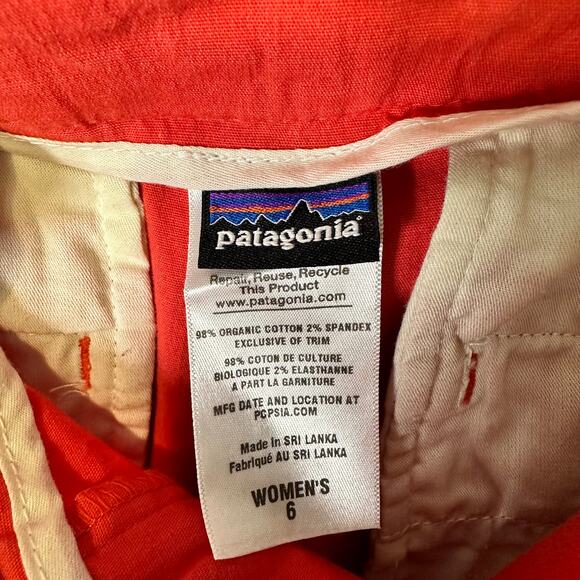 patagonia®
Repair, Reuse, Recycle
This Product
www.patagonia.com
98% ORGANIC COTTON 2% SPANDEX
EXCLUSIVE OF TRIM
98% COTON DE CULTURE
BIOLOGIQUE 2% ELASTHANNE
A PART LA GARNITURE
MFG DATE AND LOCATION AT
PCPSIA.COM
Made in SRI LANKA
Fabriqué AU SRI LANKA
WOMEN'S
6